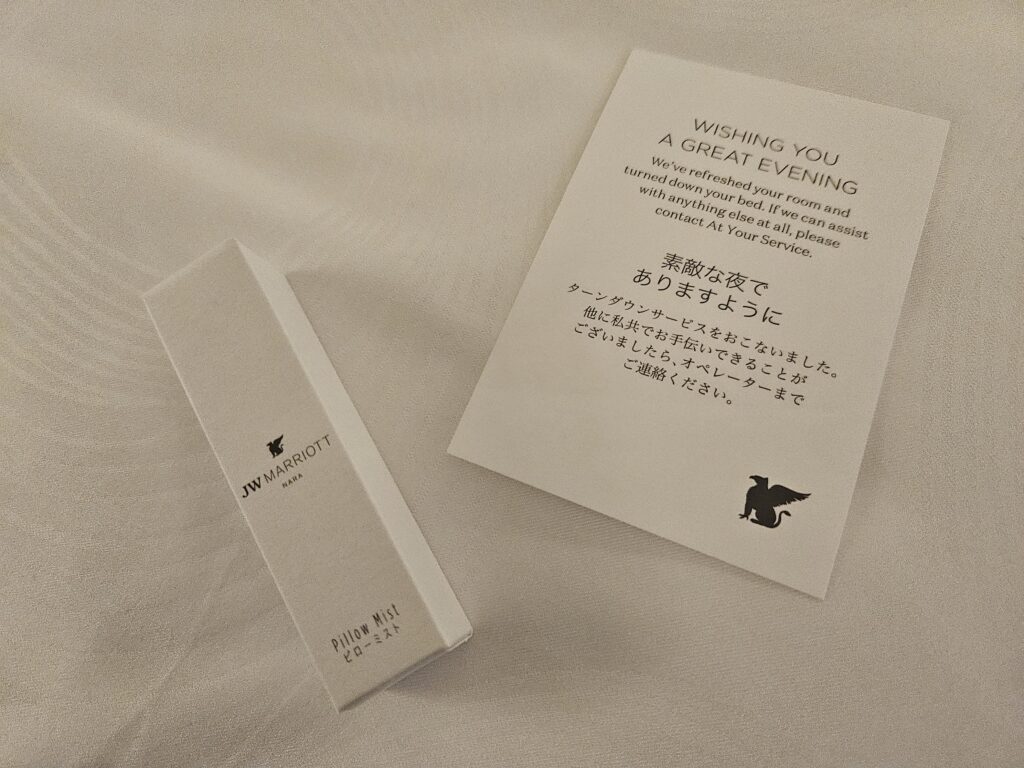 JW MARRIOTT
NARA
Pillow Mist
ピローミスト
WISHING YOU
A GREAT EVENING
We've refreshed your room and
turned down your bed. If we can assist
with anything else at all, please
contact At Your Service.
素敵な夜で
ありますように
ターンダウンサービスをおこないました。
他に私共でお手伝いできることが
ございましたら、オペレーターまで
ご連絡ください。